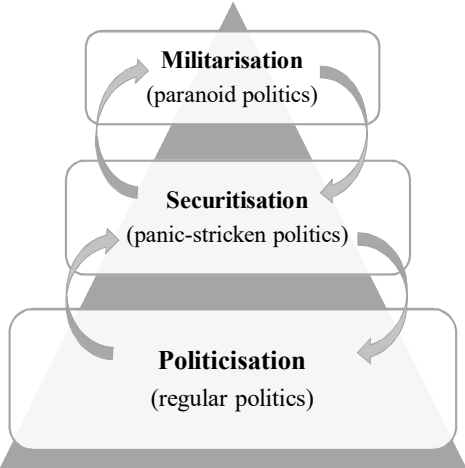 Militarisation
(paranoid politics)
Securitisation
(panic-stricken politics)
Politicisation
(regular politics)